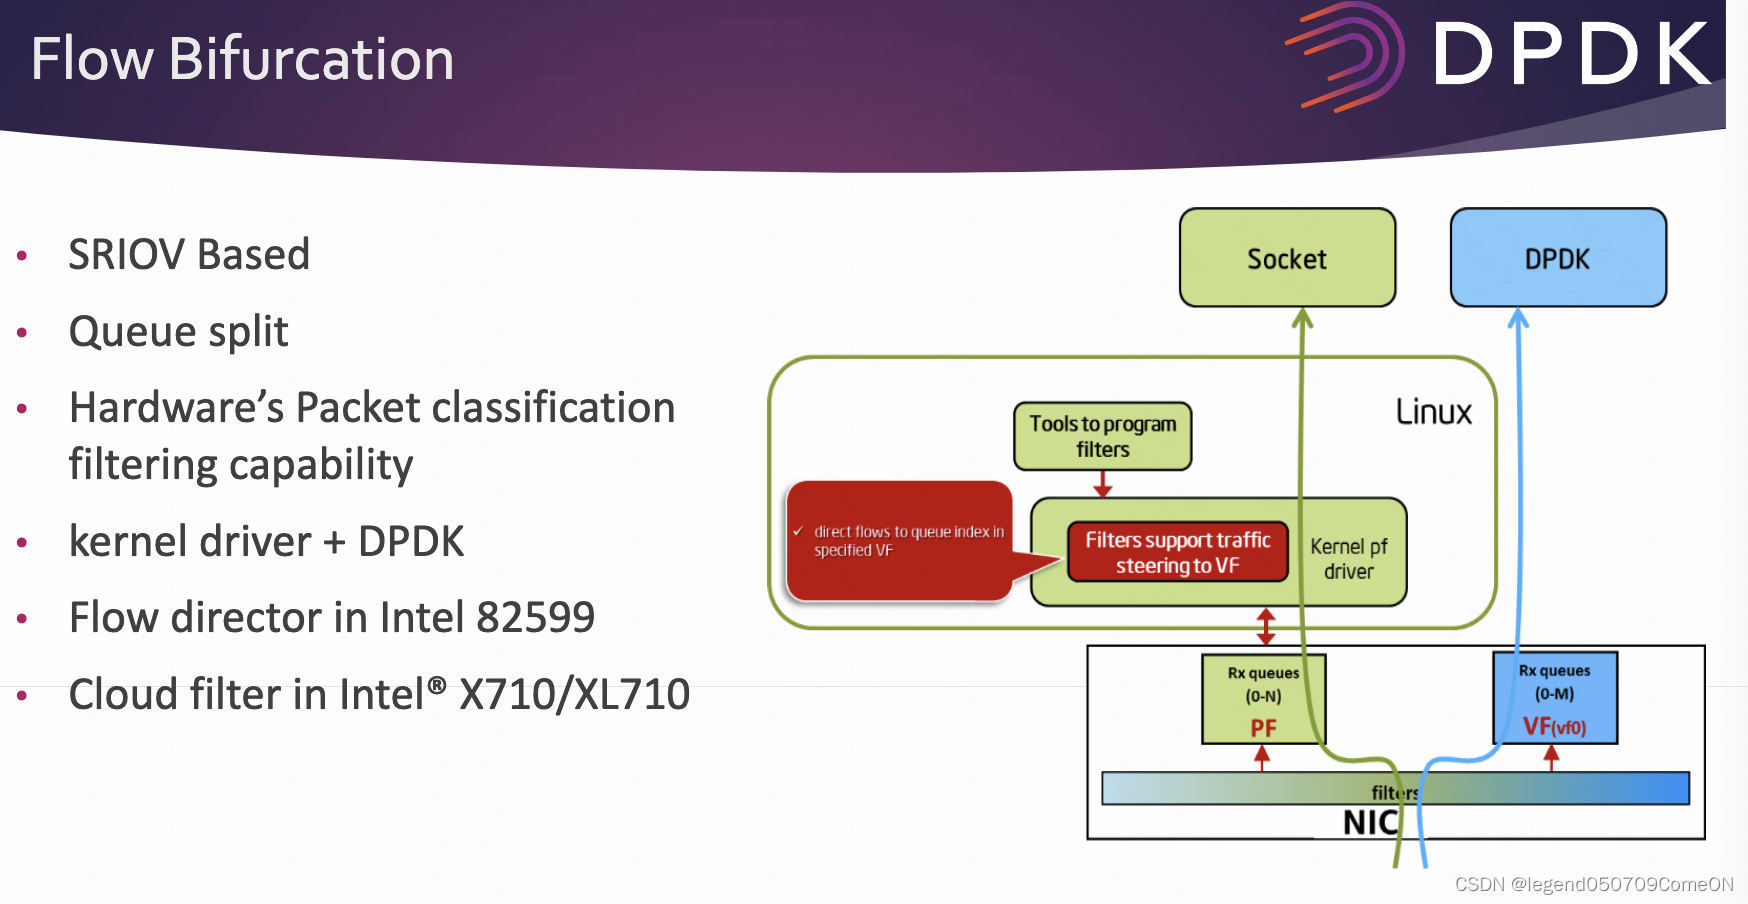 Flow Bifurcation
DPDK
• SRIOV Based
• Queue split
• Hardware's Packet classification
filtering capability
• kernel driver + DPDK
• Flow director in Intel 82599
• Cloud filter in Intel® X710/XL710
Socket
DPDK
Linux
Tools to program
filters
✓ direct flows to queue index in
specified VF
Filters support traffic
steering to VF
Kernel pf
driver
Rx queues
(0-N)
PF
Rx queues
(0-M)
VF(vf0)
filters
NIC
CSDN @legend050709ComeON